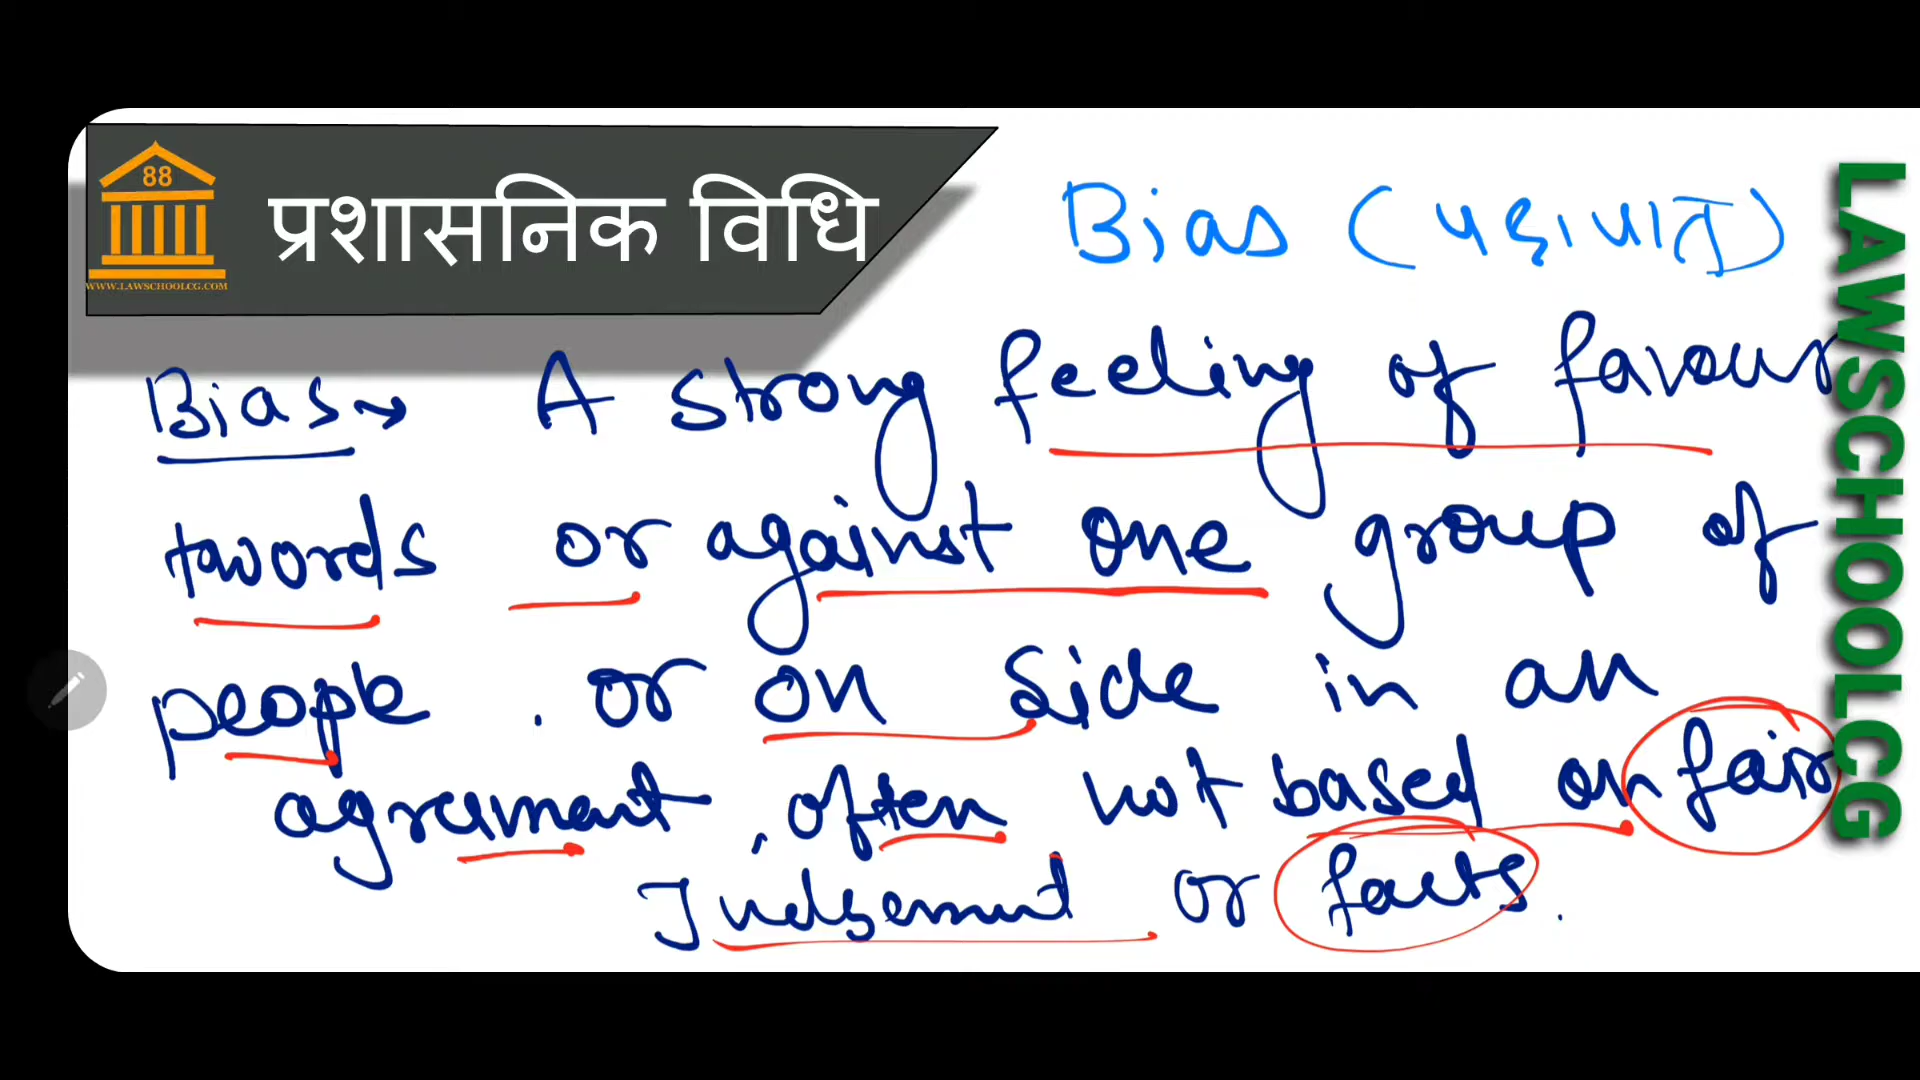 88
WWW.LAWSCHOOLCG.COM
प्रशासनिक विधि
Bias (पक्षपात)
Bias → A strong feeling of favour
twords or against one group of
people. or on side in an
agreement, often not based on fair
Judgement or facts.
LAWSCHOOLCG